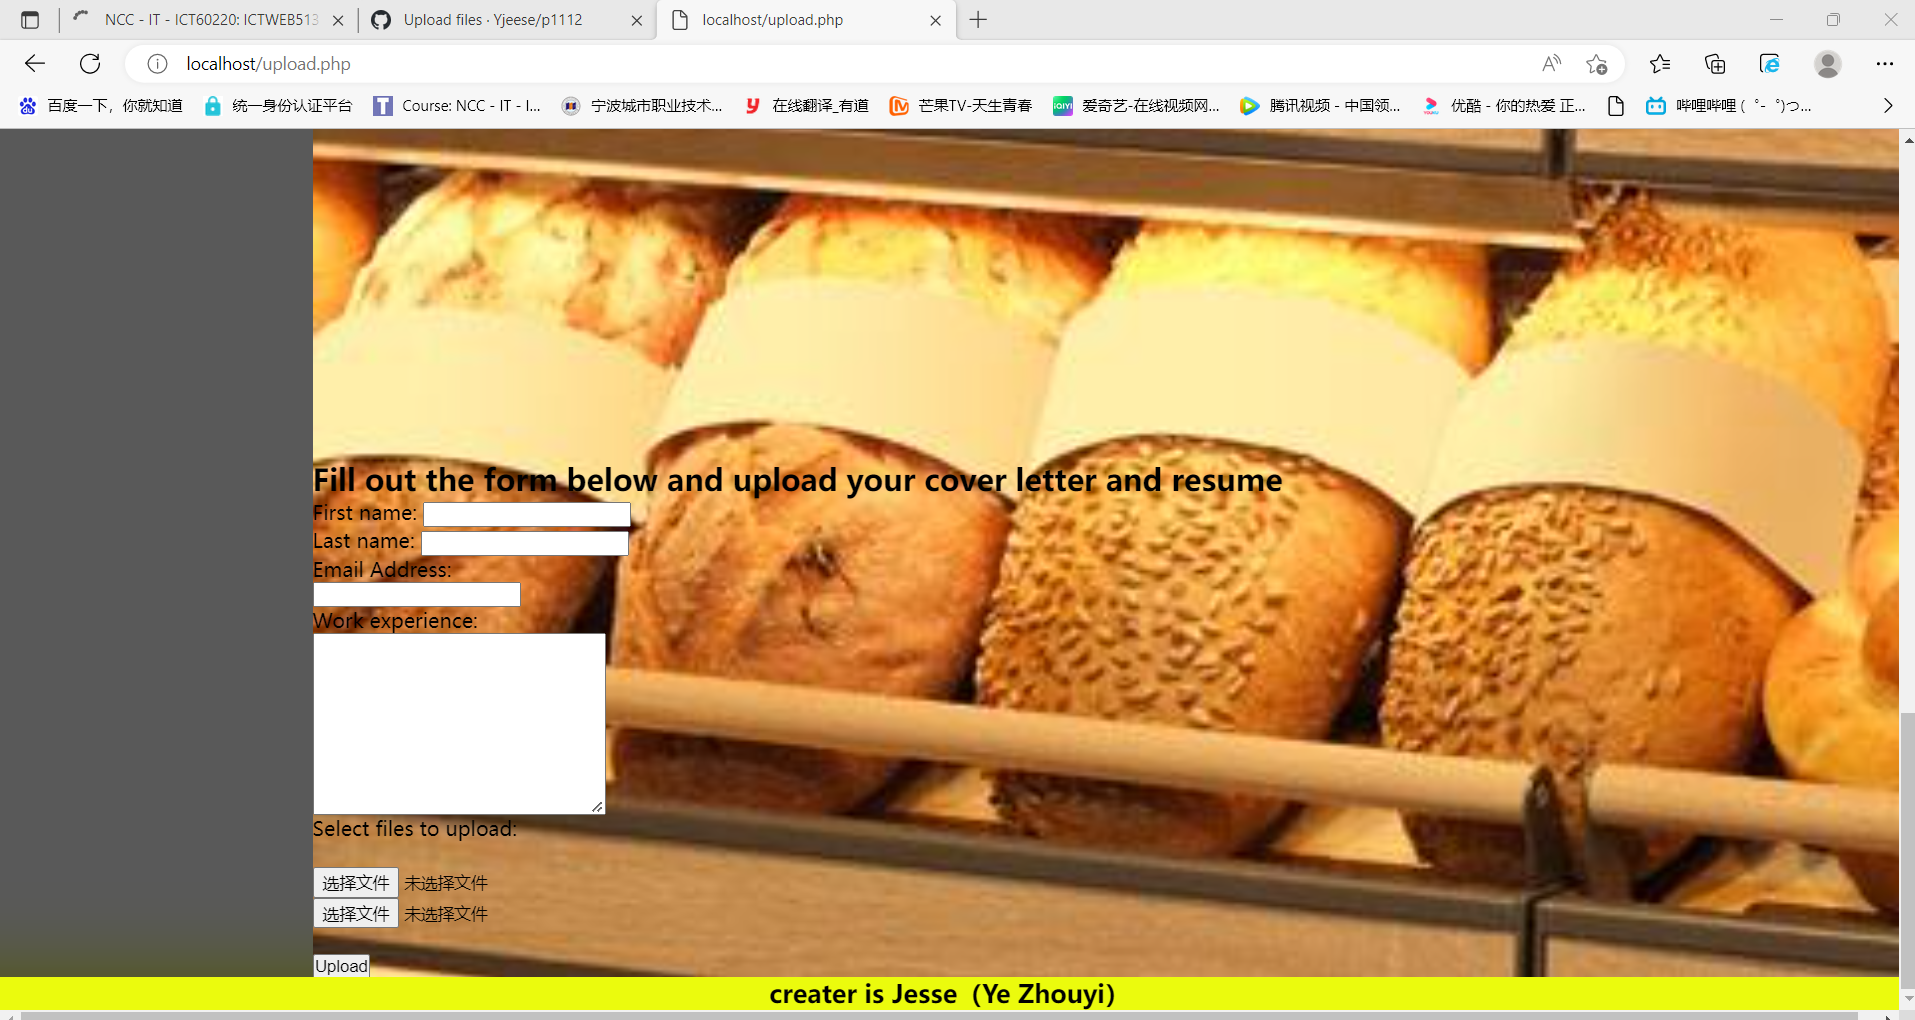 NCC - IT - ICT60220: ICTWEB513
Upload files · Yjeese/p1112
localhost/upload.php
localhost/upload.php
百度一下，你就知道
统一身份认证平台
Course: NCC - IT - I...
宁波城市职业技术...
在线翻译_有道
芒果TV-天生青春
爱奇艺-在线视频网...
腾讯视频 - 中国领...
优酷 - 你的热爱 正...
哔哩哔哩 (゜-゜)つ...
Fill out the form below and upload your cover letter and resume
First name:
Last name:
Email Address:
Work experience:
Select files to upload:
选择文件 未选择文件
选择文件 未选择文件
Upload
creater is Jesse（Ye Zhouyi）